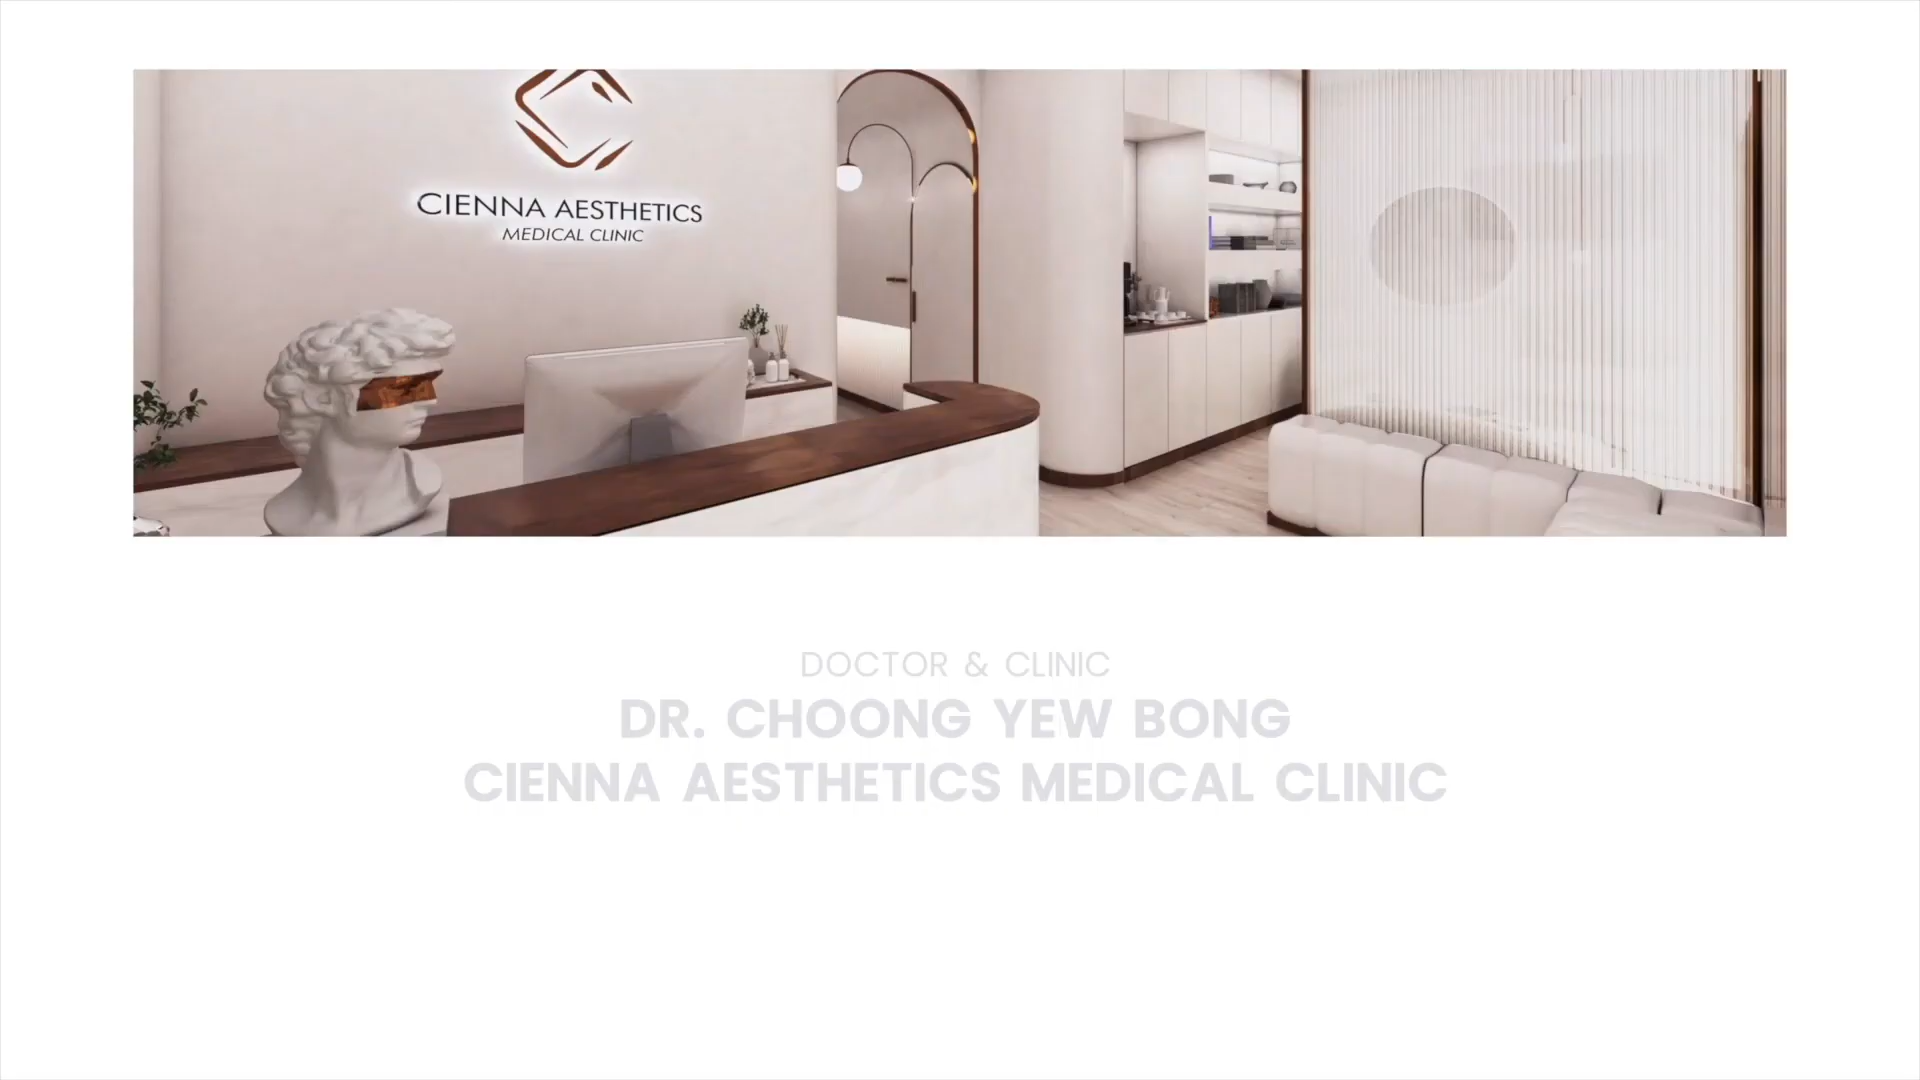 CIENNA AESTHETICS
MEDICAL CLINIC
DOCTOR & CLINIC
DR. CHOONG YEW BONG
CIENNA AESTHETICS MEDICAL CLINIC